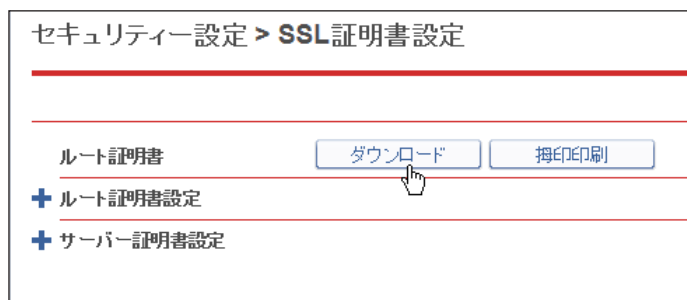 セキュリティー設定 > SSL証明書設定
ルート証明書 ダウンロード 拇印印刷
+ ルート証明書設定
+ サーバー証明書設定